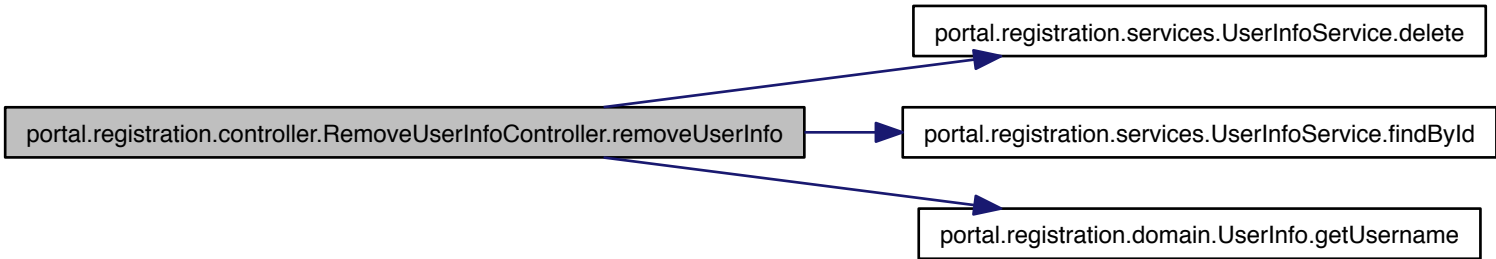 portal.registration.services.UserInfoService.delete
portal.registration.controller.RemoveUserInfoController.removeUserInfo
portal.registration.services.UserInfoService.findById
portal.registration.domain.UserInfo.getUsername